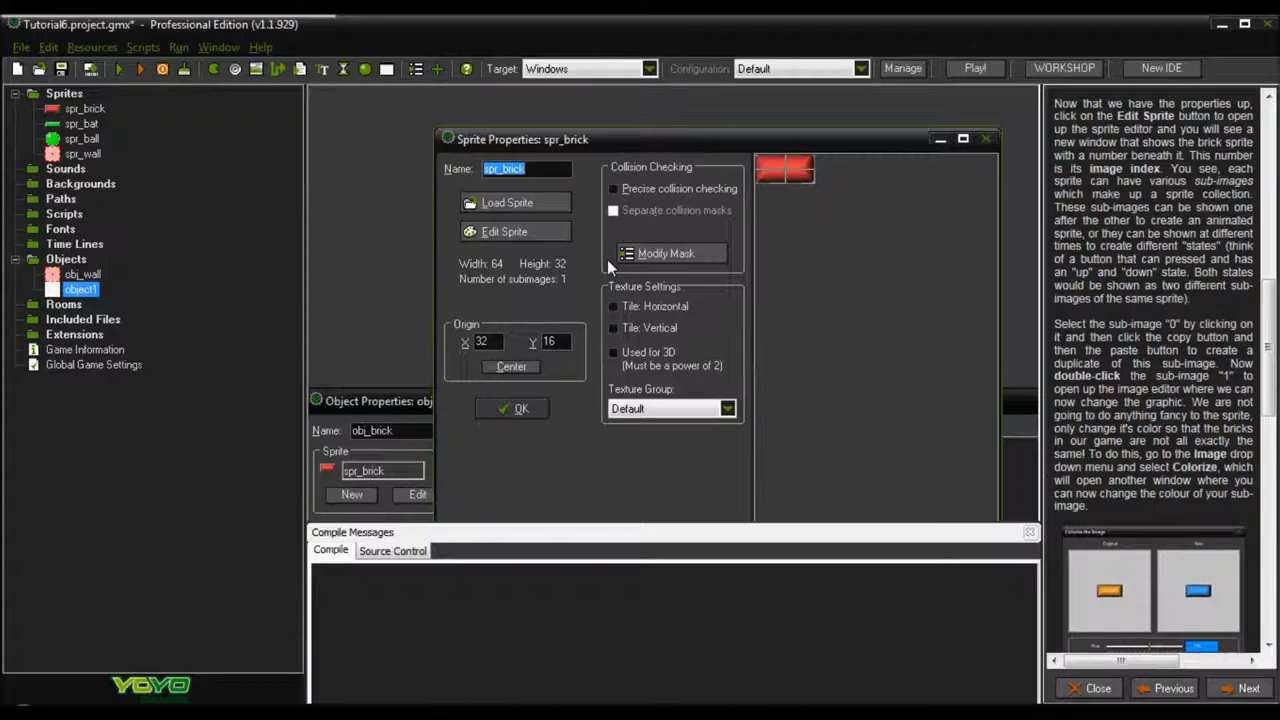 Tutorial6.project.gmx* - Professional Edition (v1.1.929)
File Edit Resources Scripts Run Window Help
Target: Windows Configuration: Default Manage Play! WORKSHOP New IDE
Sprites
spr_brick
spr_bat
spr_ball
spr_wall
Sounds
Backgrounds
Paths
Scripts
Fonts
Time Lines
Objects
obj_wall
object1
Rooms
Included Files
Extensions
Game Information
Global Game Settings
YOYO
Sprite Properties: spr_brick
Name: spr_brick
Load Sprite
Edit Sprite
Width: 64 Height: 32
Number of subimages: 1
Origin
X 32 Y 16
Center
OK
Collision Checking
Precise collision checking
Separate collision masks
Modify Mask
Texture Settings
Tile: Horizontal
Tile: Vertical
Used for 3D
(Must be a power of 2)
Texture Group:
Default
Object Properties: obj
Name: obj_brick
Sprite
spr_brick
New Edit
Compile Messages
Compile Source Control
Now that we have the properties up,
click on the Edit Sprite button to open
up the sprite editor and you will see a
new window that shows the brick sprite
with a number beneath it. This number
is its image index. You see, each
sprite can have various sub-images
which make up a sprite collection.
These sub-images can be shown one
after the other to create an animated
sprite, or they can be shown at different
times to create different "states" (think
of a button that can pressed and has
an "up" and "down" state. Both states
would be shown as two different sub-
images of the same sprite).
Select the sub-image "0" by clicking on
it and then click the copy button and
then the paste button to create a
duplicate of this sub-image. Now
double-click the sub-image "1" to
open up the image editor where we can
now change the graphic. We are not
going to do anything fancy to the sprite,
only change it's color so that the bricks
in our game are not all exactly the
same! To do this, go to the Image drop
down menu and select Colorize, which
will open another window where you
can now change the colour of your sub-
image.
Colorize the Image
Original New
Hue
Close Previous Next